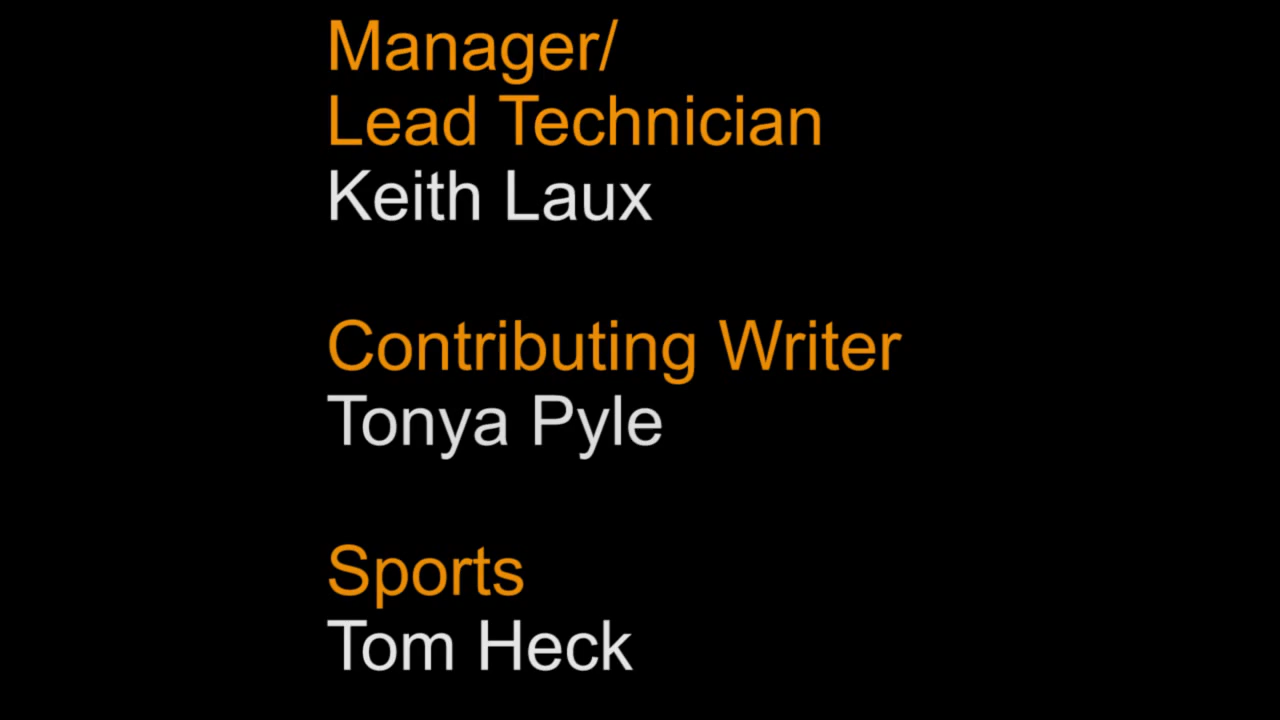 Manager/
Lead Technician
Keith Laux
Contributing Writer
Tonya Pyle
Sports
Tom Heck